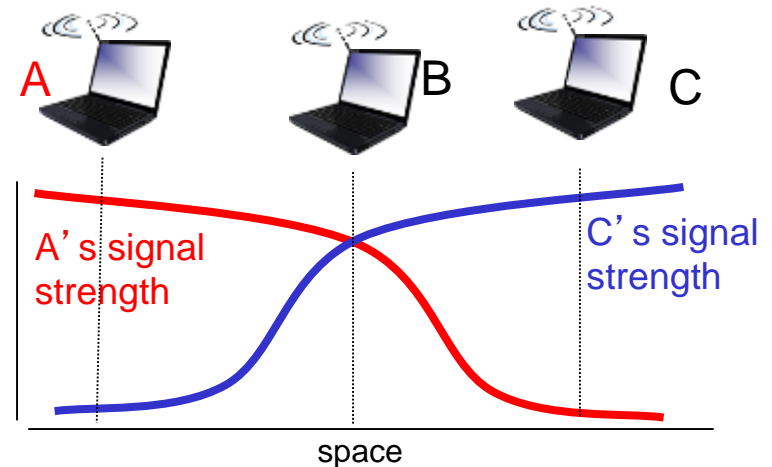 A
B
C
A’s signal
strength
C’s signal
strength
space